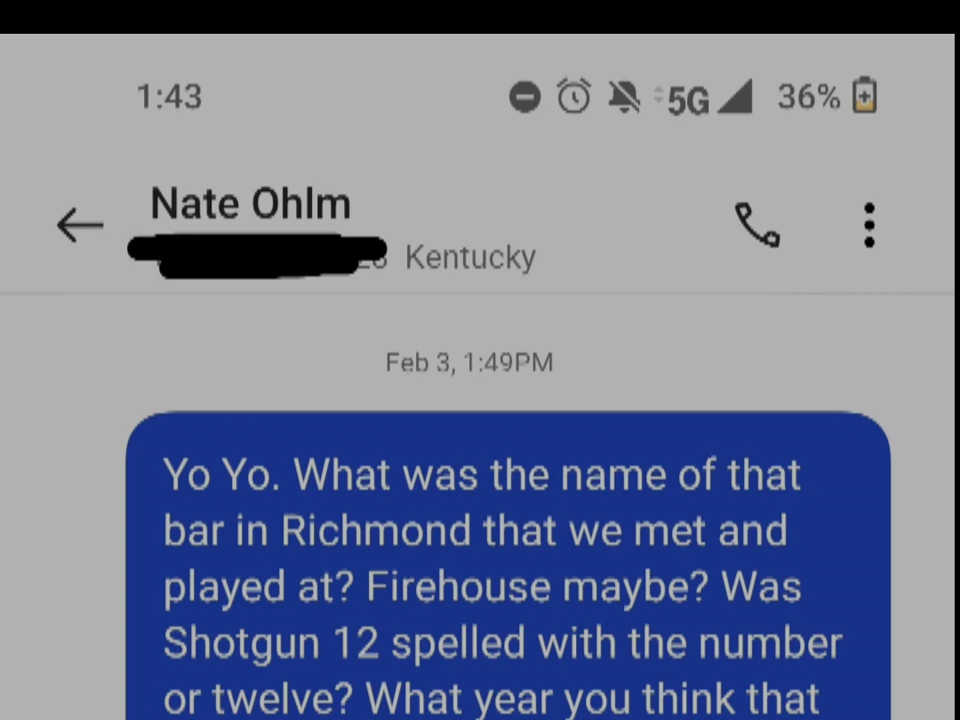 1:43 5G 36%
Nate Ohlm
Kentucky
Feb 3, 1:49PM
Yo Yo. What was the name of that
bar in Richmond that we met and
played at? Firehouse maybe? Was
Shotgun 12 spelled with the number
or twelve? What year you think that